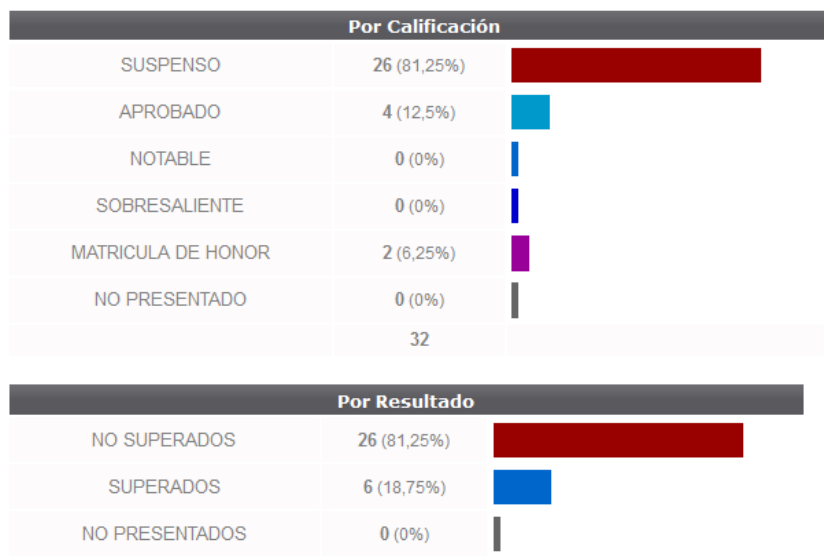 Por Calificación
SUSPENSO 26 (81,25%)
APROBADO 4 (12,5%)
NOTABLE 0 (0%)
SOBRESALIENTE 0 (0%)
MATRICULA DE HONOR 2 (6,25%)
NO PRESENTADO 0 (0%)
32
Por Resultado
NO SUPERADOS 26 (81,25%)
SUPERADOS 6 (18,75%)
NO PRESENTADOS 0 (0%)